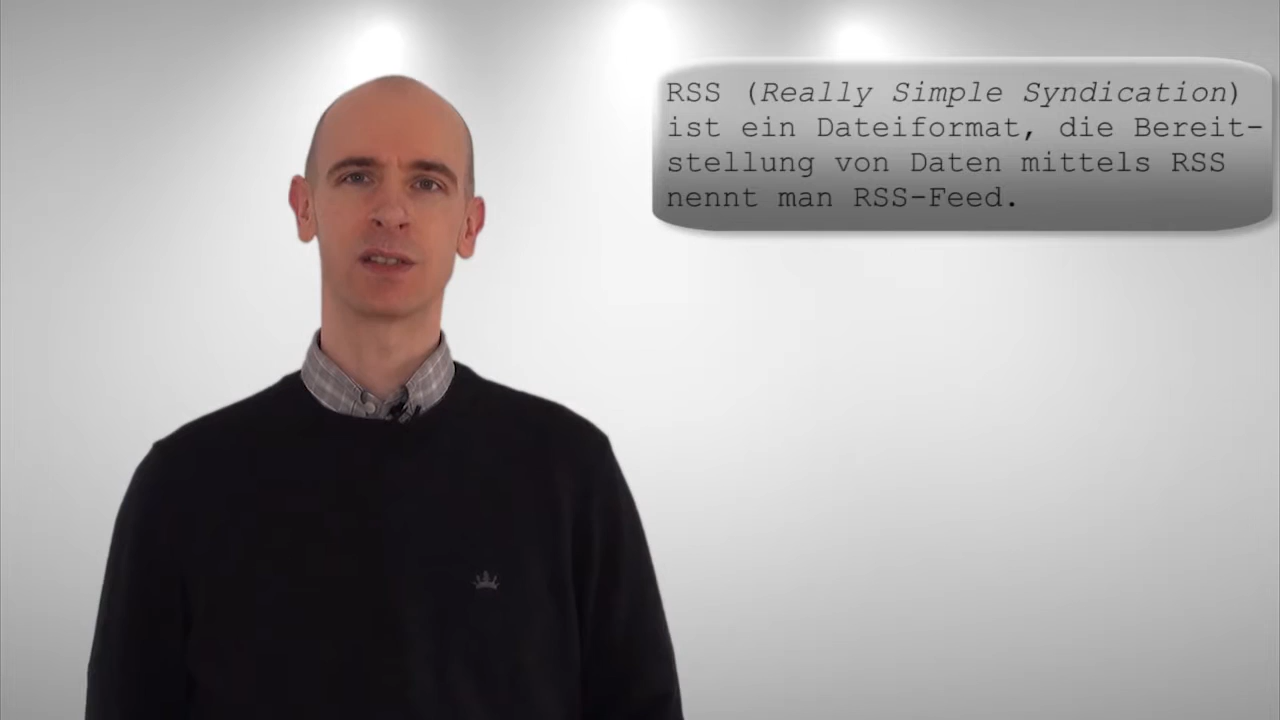 RSS (Really Simple Syndication)
ist ein Dateiformat, die Bereit-
stellung von Daten mittels RSS
nennt man RSS-Feed.